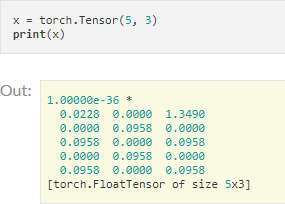 x = torch.Tensor(5, 3)
print(x)
Out:
1.00000e-36 *
0.0228 0.0000 1.3490
0.0000 0.0958 0.0000
0.0958 0.0000 0.0958
0.0000 0.0958 0.0000
0.0958 0.0000 0.0958
[torch.FloatTensor of size 5x3]